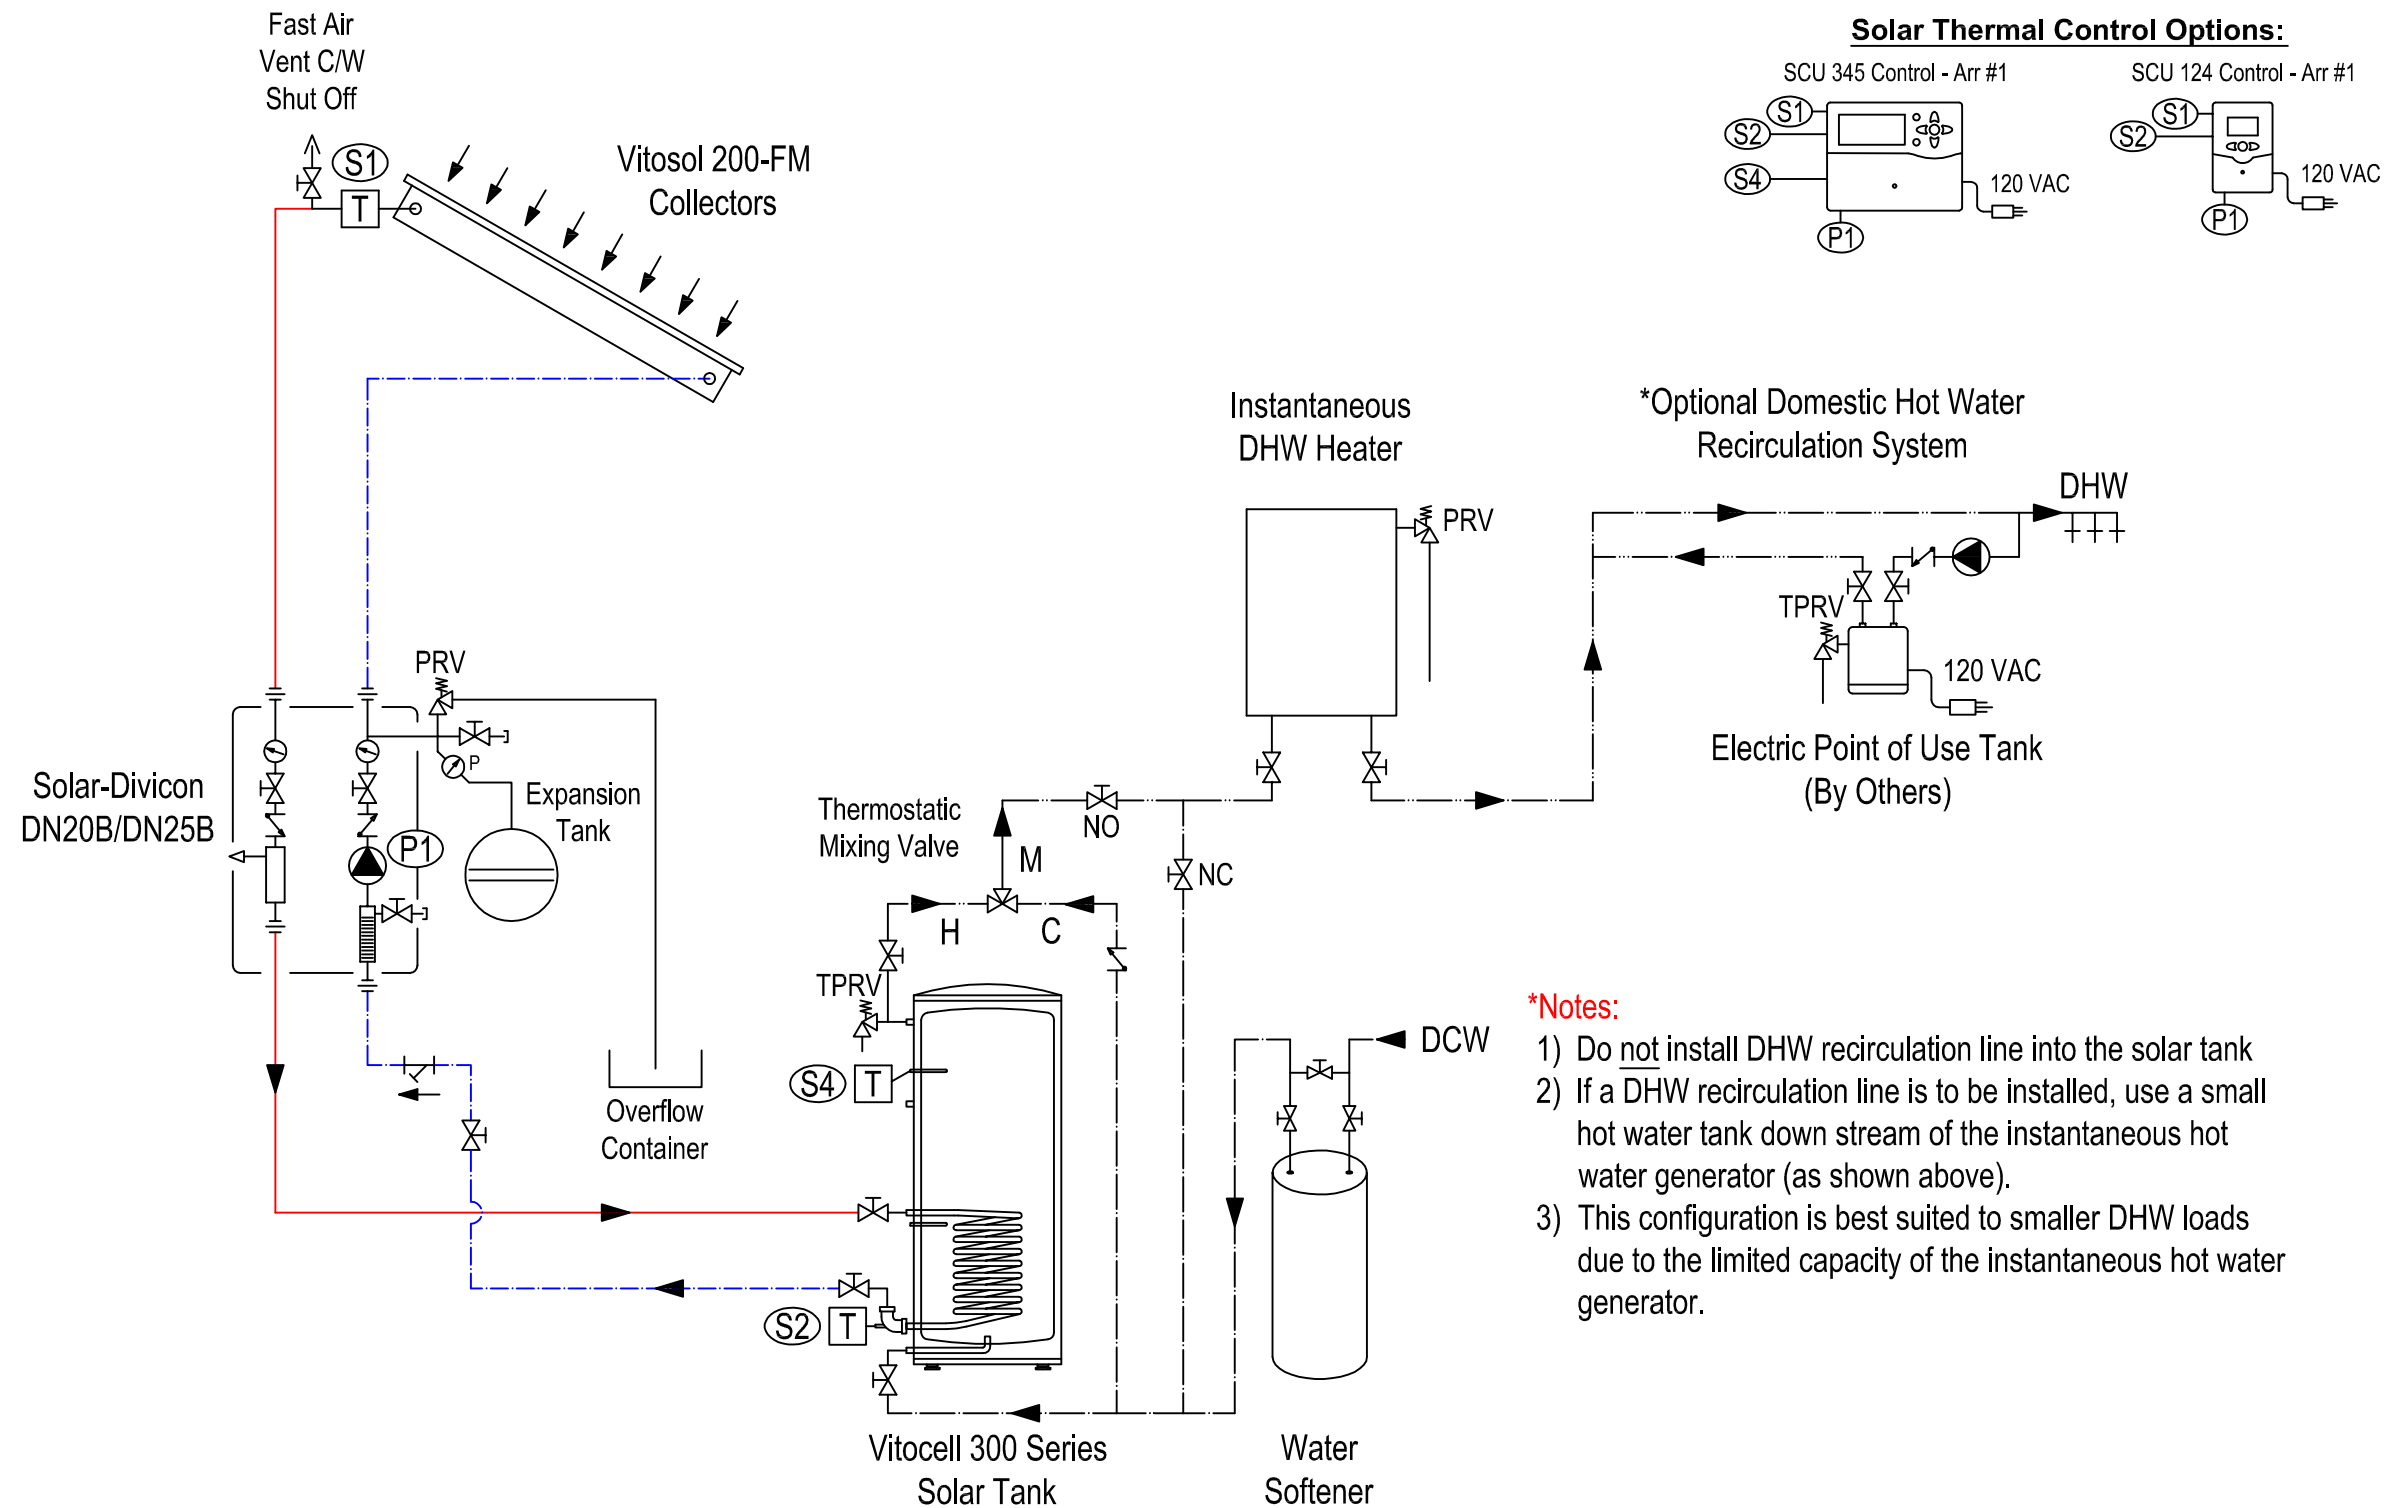 Fast Air
Vent C/W
Shut Off
S1
T
Vitosol 200-FM
Collectors
Solar Thermal Control Options:
SCU 345 Control - Arr #1
S1
S2
S4
120 VAC
P1
SCU 124 Control - Arr #1
S1
S2
120 VAC
P1
Instantaneous
DHW Heater
PRV
*Optional Domestic Hot Water
Recirculation System
DHW
TPRV
120 VAC
Electric Point of Use Tank
(By Others)
PRV
P
Solar-Divicon
DN20B/DN25B
P1
Expansion
Tank
Overflow
Container
Thermostatic
Mixing Valve
NO
M
NC
H
C
TPRV
S4
T
S2
T
DCW
Vitocell 300 Series
Solar Tank
Water
Softener
*Notes:
1) Do not install DHW recirculation line into the solar tank
2) If a DHW recirculation line is to be installed, use a small
hot water tank down stream of the instantaneous hot
water generator (as shown above).
3) This configuration is best suited to smaller DHW loads
due to the limited capacity of the instantaneous hot water
generator.